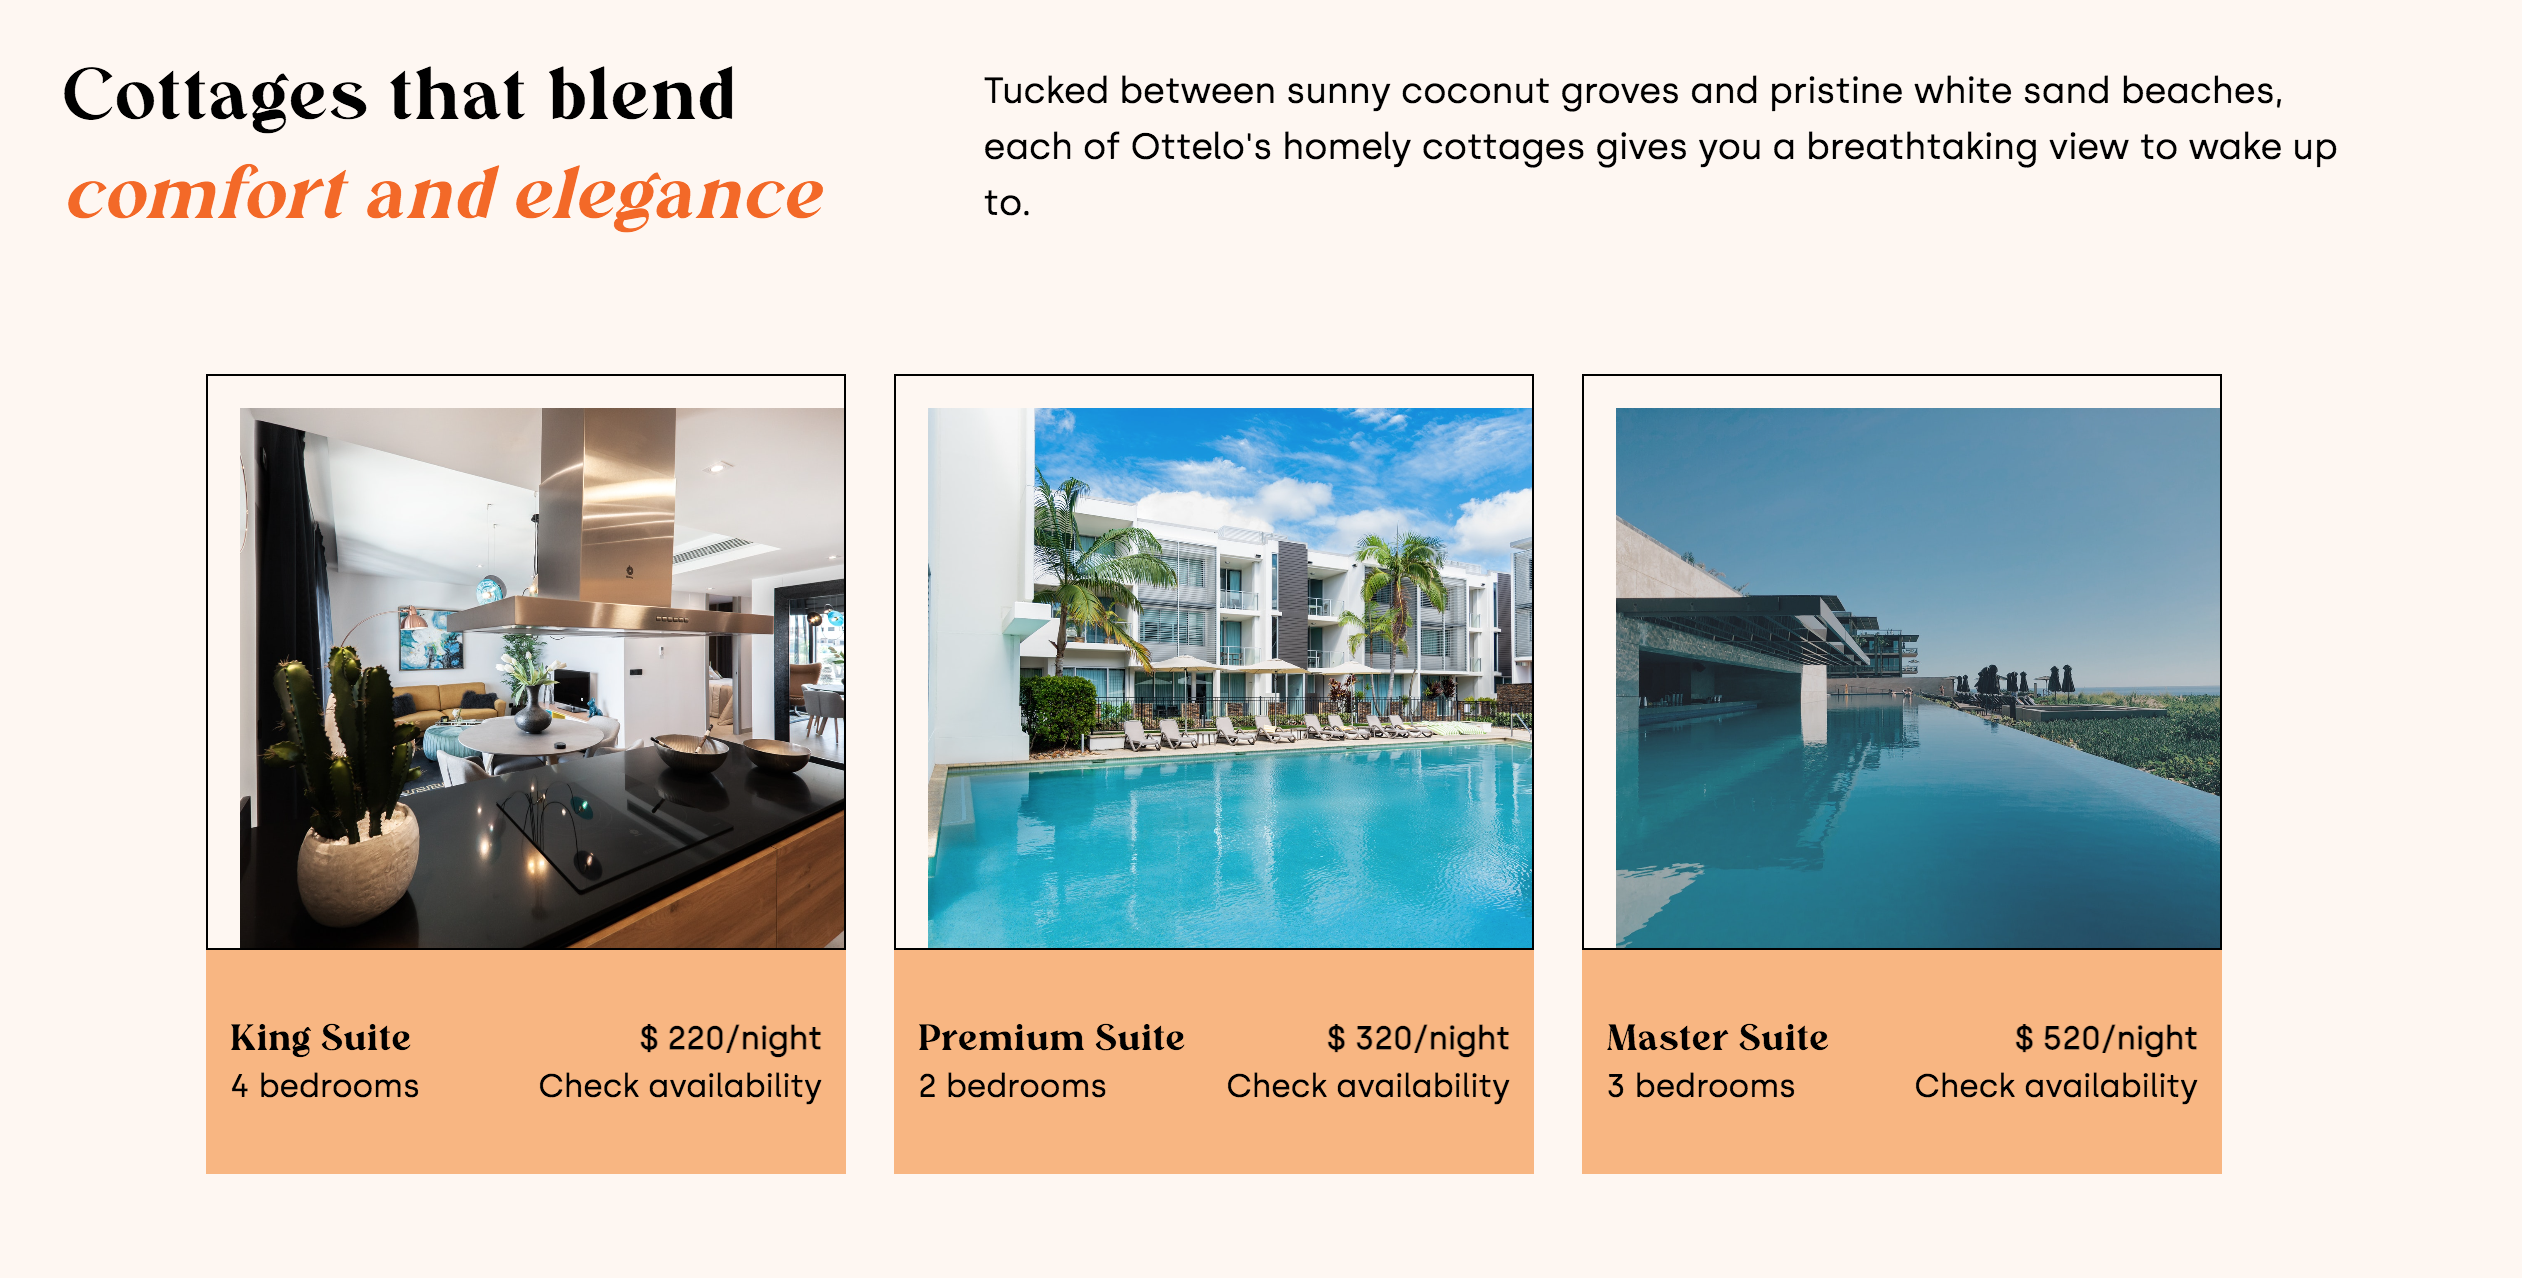 Cottages that blend
comfort and elegance
Tucked between sunny coconut groves and pristine white sand beaches,
each of Ottelo's homely cottages gives you a breathtaking view to wake up
to.
King Suite
$ 220/night
4 bedrooms
Check availability
Premium Suite
$ 320/night
2 bedrooms
Check availability
Master Suite
$ 520/night
3 bedrooms
Check availability